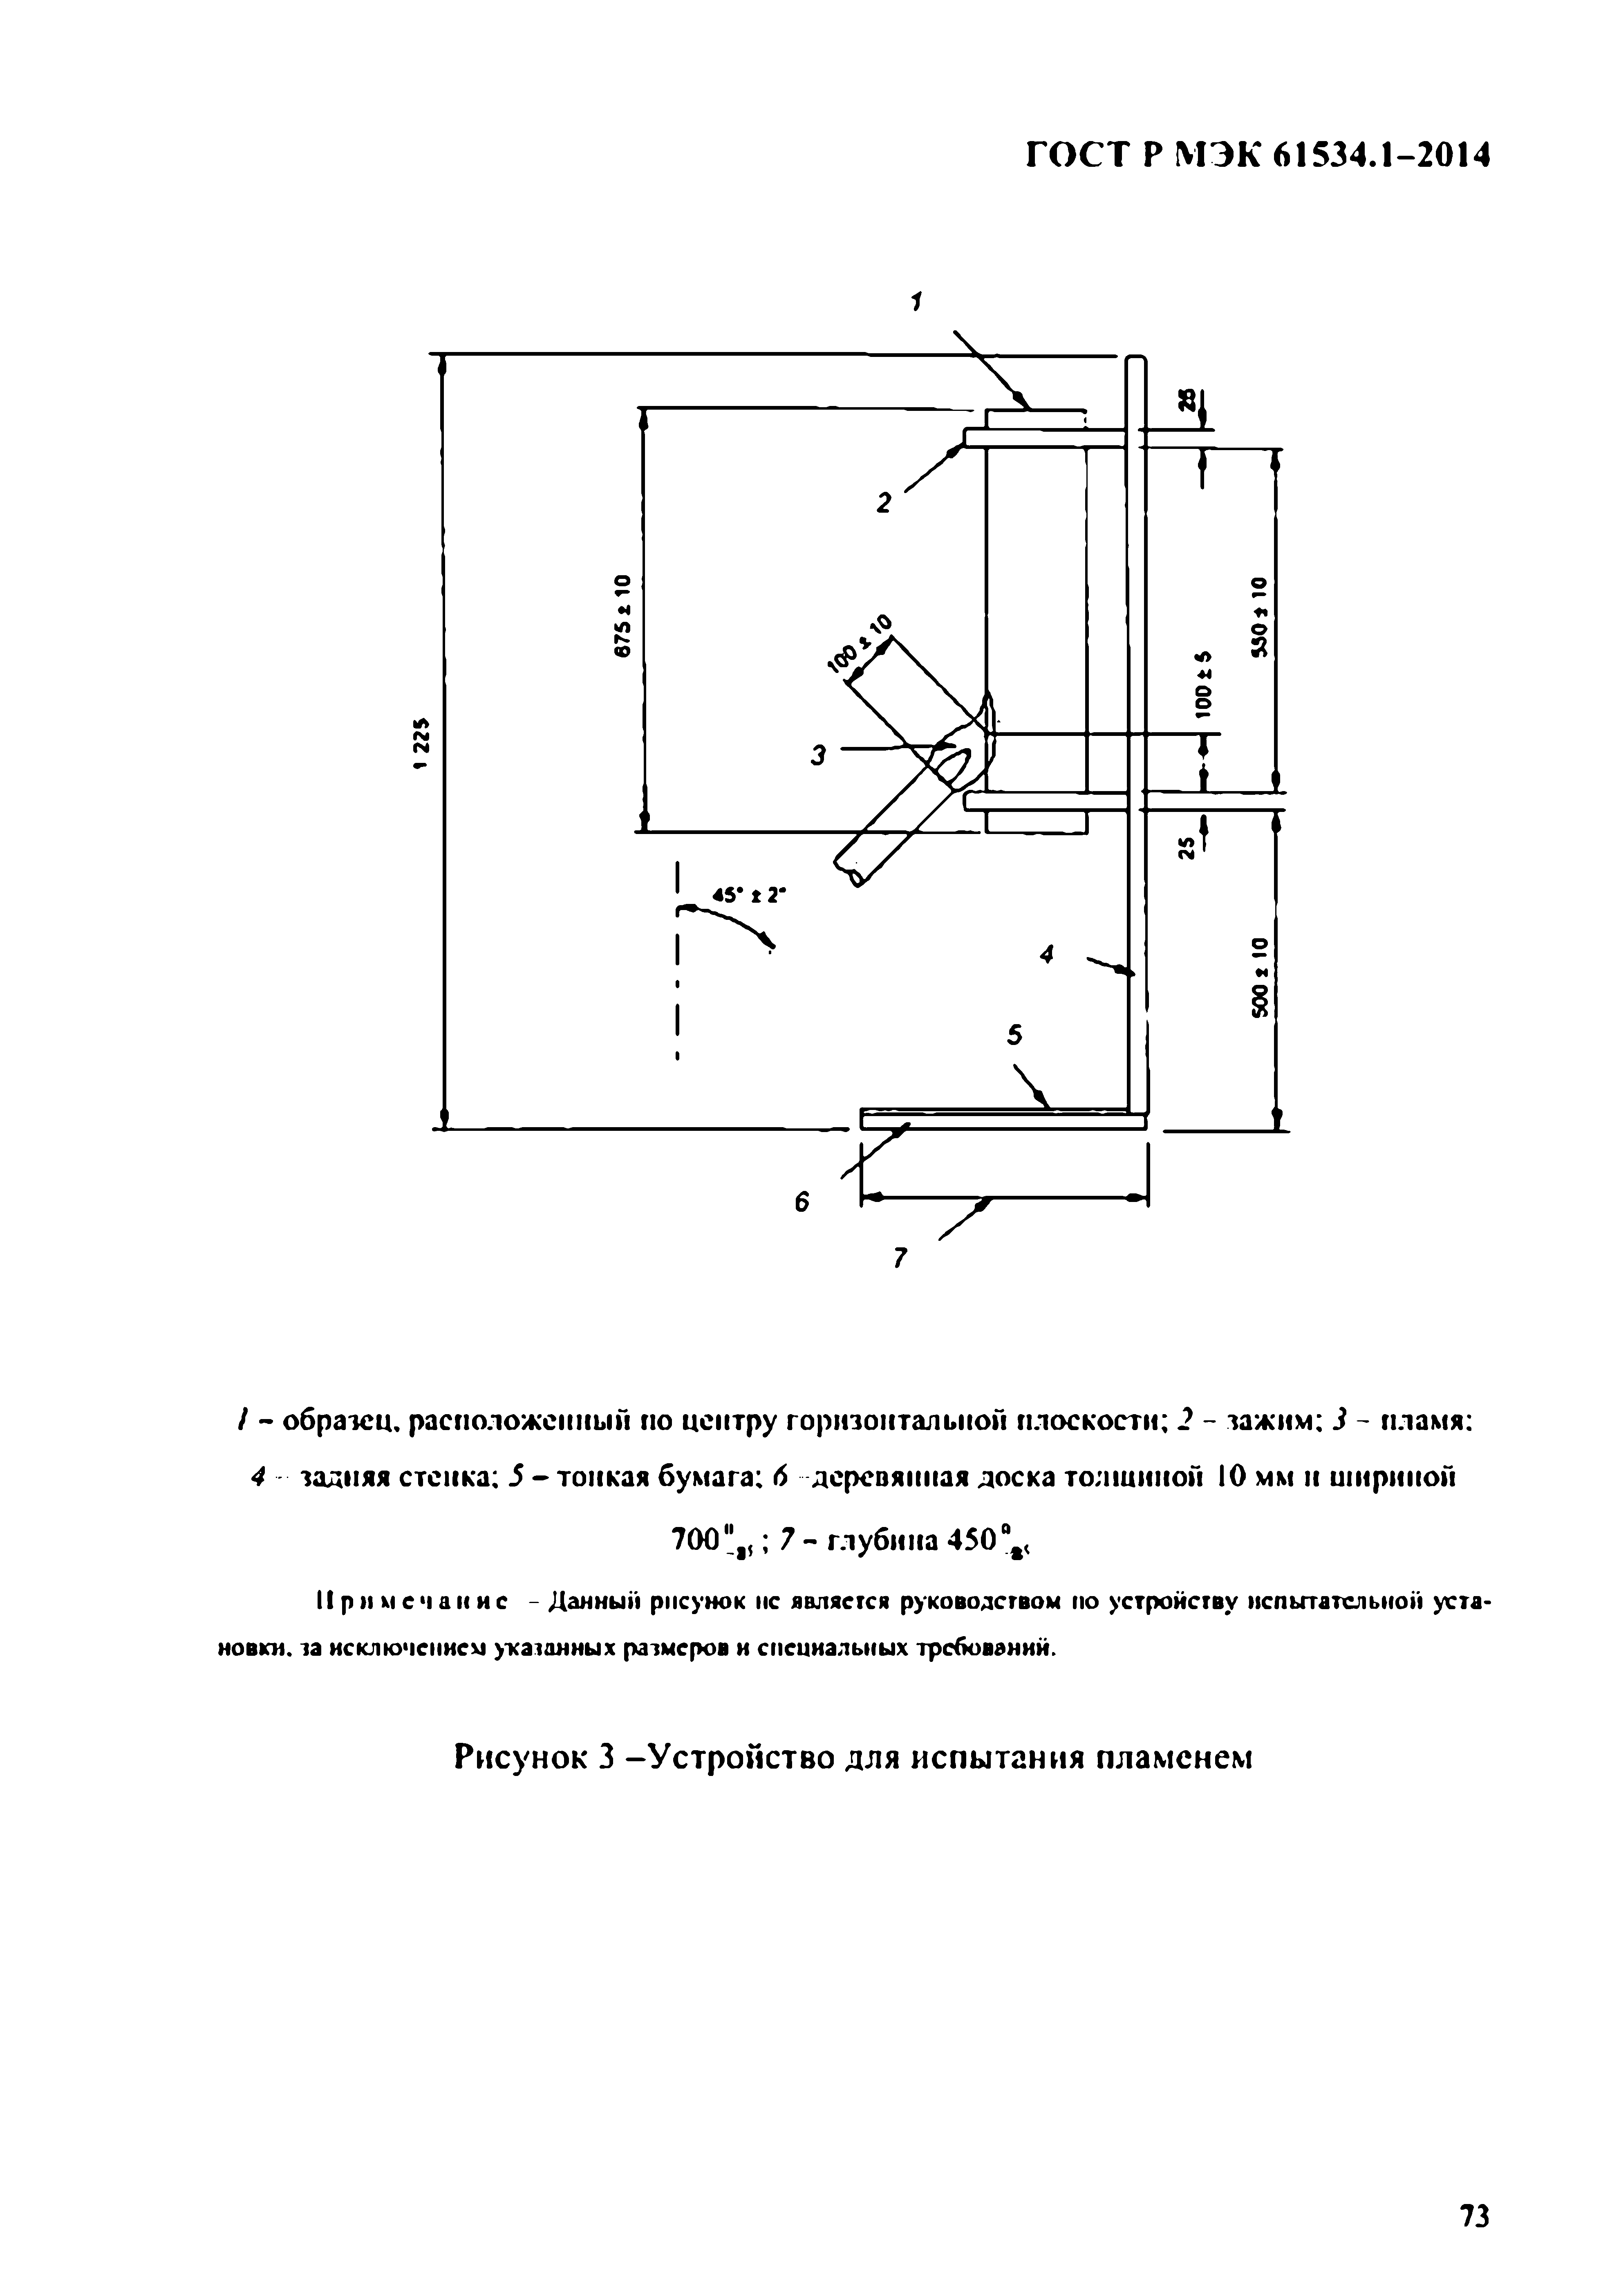 ГОСТ Р МЭК 61534.1–2014
1
25
2
675 ± 10
550 ± 10
100 ± 10
100 ± 5
1 225
3
25
45° ± 2°
4
500 ± 10
5
6
7
1 – образец, расположенный по центру горизонтальной плоскости; 2 – зажим; 3 – пламя;
4 – задняя стенка; 5 – тонкая бумага; 6 –деревянная доска толщиной 10 мм и шириной
700 ; 7 – глубина 450
Примечание – Данный рисунок не является руководством по устройству испытательной уста-
новки, за исключением указанных размеров и специальных требований.
Рисунок 3 –Устройство для испытания пламенем
73